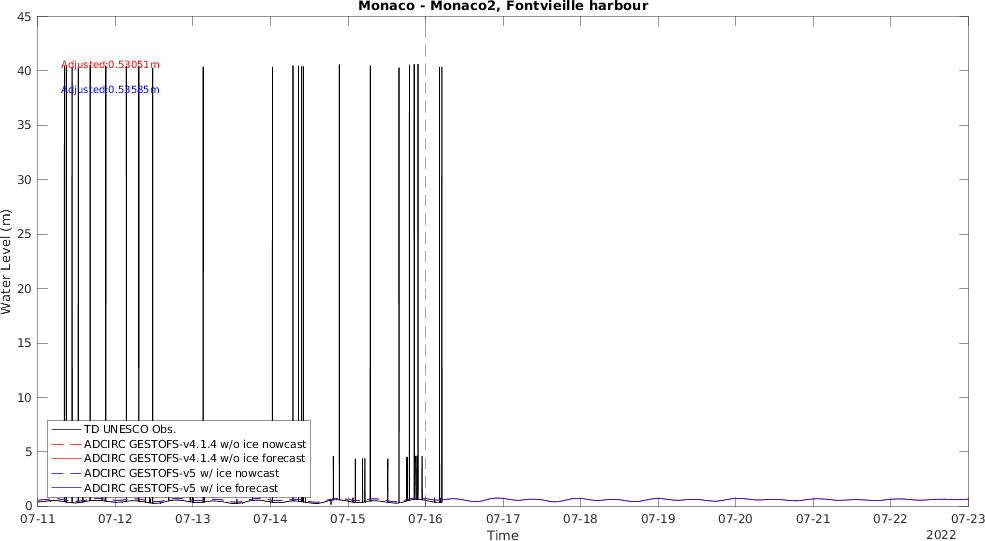 Monaco - Monaco2, Fontvieille harbour
45
40
35
30
25
20
15
10
5
0
Water Level (m)
Adjusted:0.53051m
Adjusted:0.53585m
TD UNESCO Obs.
ADCIRC GESTOFS-v4.1.4 w/o ice nowcast
ADCIRC GESTOFS-v4.1.4 w/o ice forecast
ADCIRC GESTOFS-v5 w/ ice nowcast
ADCIRC GESTOFS-v5 w/ ice forecast
07-11 07-12 07-13 07-14 07-15 07-16 07-17 07-18 07-19 07-20 07-21 07-22 07-23
Time
2022